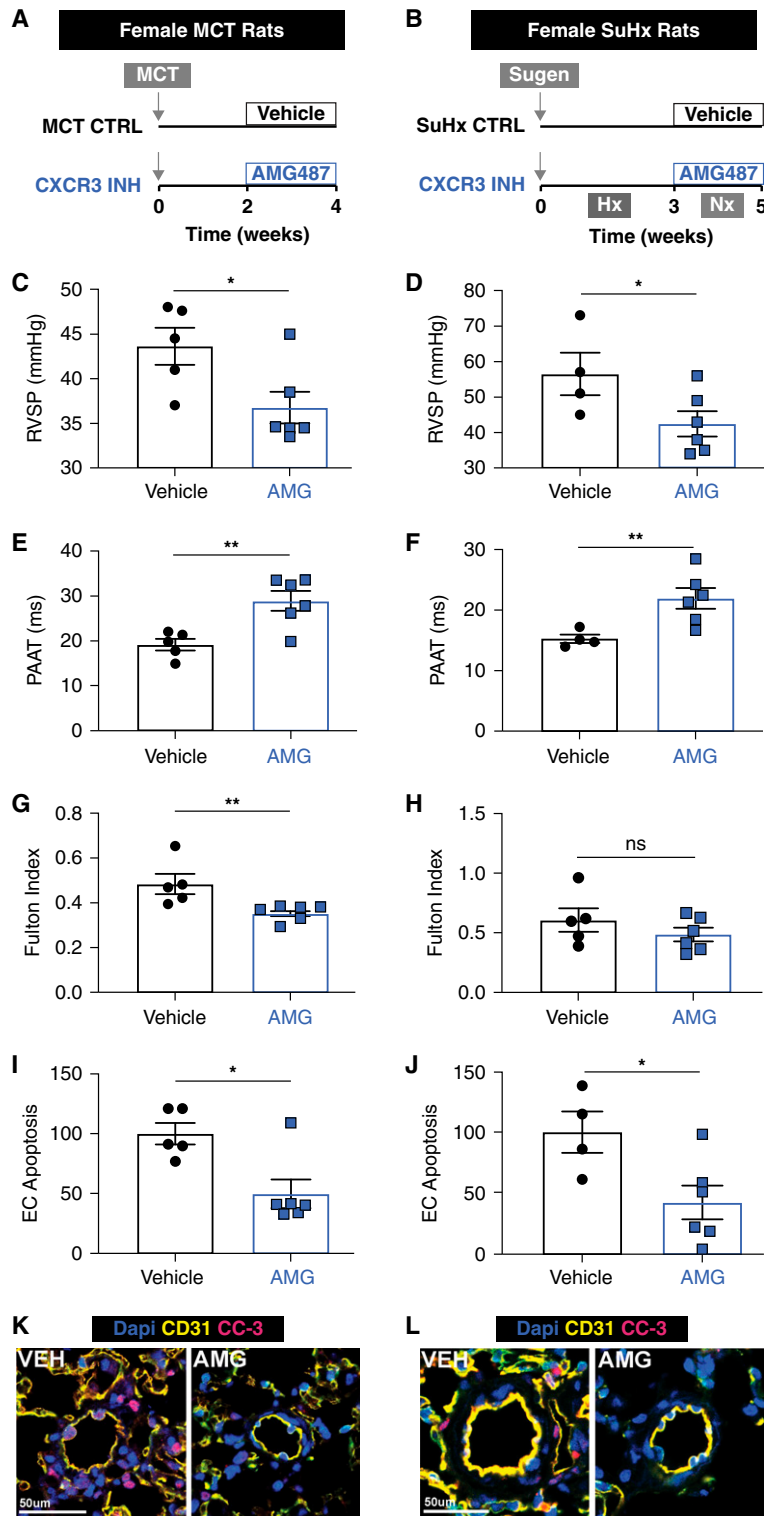 A
Female MCT Rats
MCT
MCT CTRL
Vehicle
CXCR3 INH
AMG487
0 2 4
Time (weeks)
B
Female SuHx Rats
Sugen
SuHx CTRL
Vehicle
CXCR3 INH
AMG487
0 3 5
Hx Nx
Time (weeks)
C
RVSP (mmHg)
50
45
40
35
30
*
Vehicle AMG
D
RVSP (mmHg)
80
70
60
50
40
30
*
Vehicle AMG
E
PAAT (ms)
40
30
20
10
0
**
Vehicle AMG
F
PAAT (ms)
30
20
10
0
**
Vehicle AMG
G
Fulton Index
0.8
0.6
0.4
0.2
0.0
**
Vehicle AMG
H
Fulton Index
1.5
1.0
0.5
0.0
ns
Vehicle AMG
I
EC Apoptosis
150
100
50
0
*
Vehicle AMG
J
EC Apoptosis
150
100
50
0
*
Vehicle AMG
K
Dapi CD31 CC-3
VEH AMG
50um
L
Dapi CD31 CC-3
VEH AMG
50um